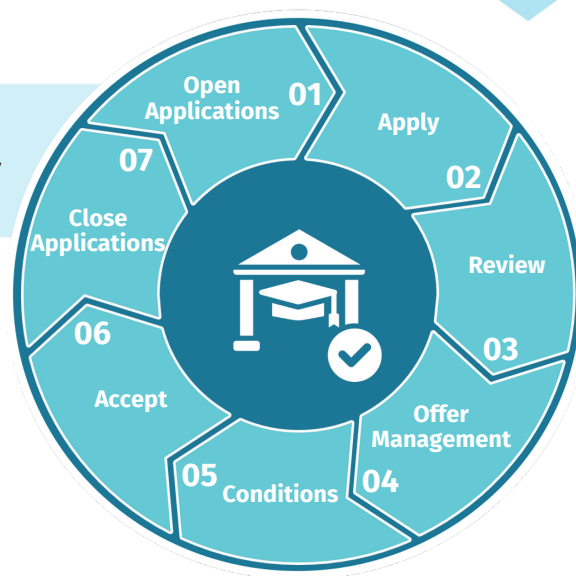 Open
Applications
01
Apply
02
Review
03
Offer
Management
04
Conditions
05
Accept
06
Close
Applications
07